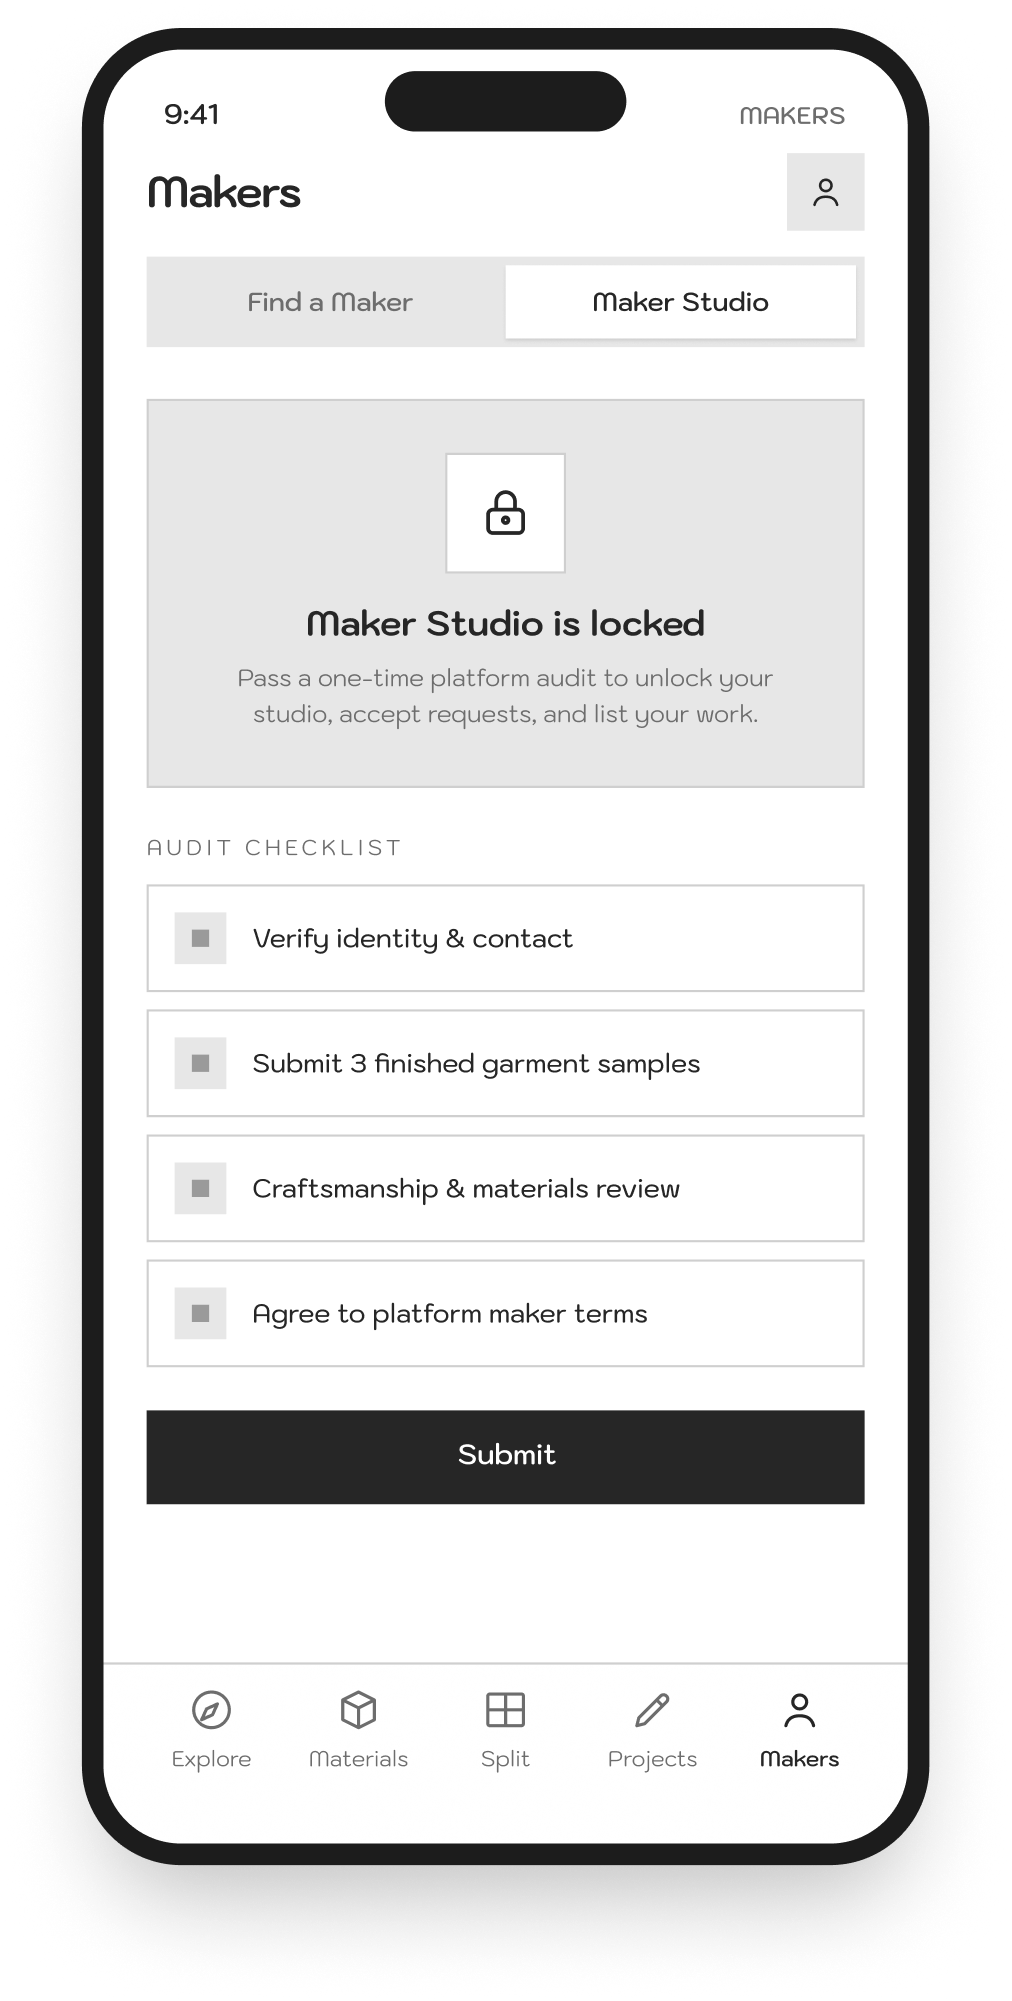 9:41
MAKERS
Makers
Find a Maker
Maker Studio
Maker Studio is locked
Pass a one-time platform audit to unlock your
studio, accept requests, and list your work.
AUDIT CHECKLIST
Verify identity & contact
Submit 3 finished garment samples
Craftsmanship & materials review
Agree to platform maker terms
Submit
Explore
Materials
Split
Projects
Makers